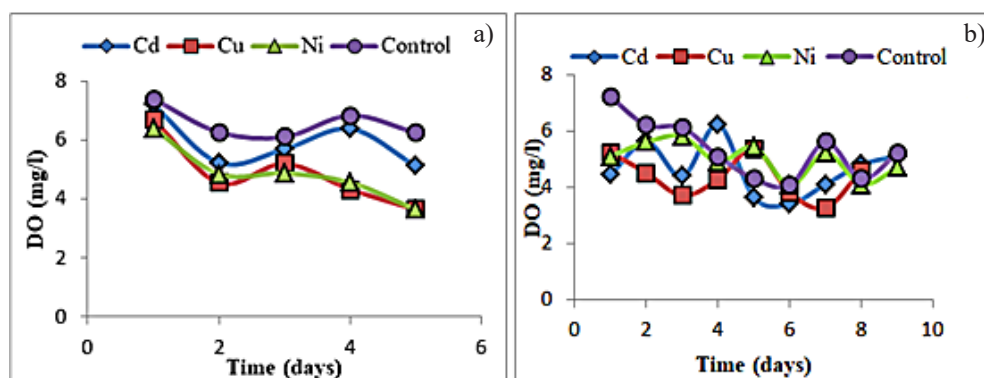 a)
Cd Cu Ni Control
8
6
4
2
0
0 2 4 6
DO (mg/l)
Time (days)
b)
Cd Cu Ni Control
8
6
4
2
0
0 2 4 6 8 10
DO (mg/l)
Time (days)